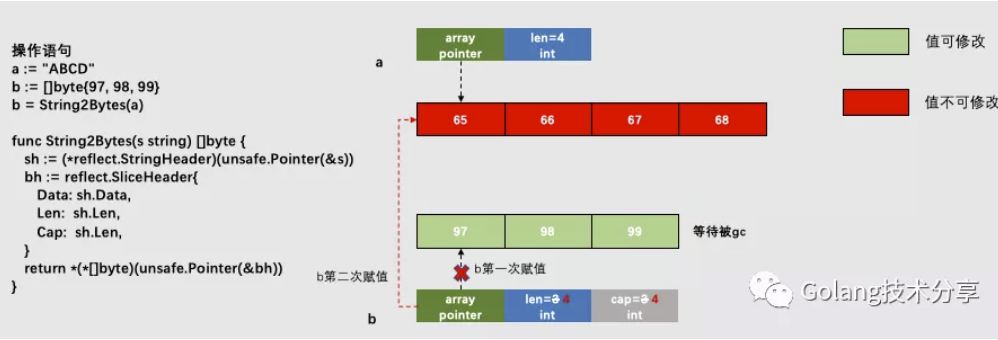 操作语句
a := "ABCD"
b := []byte{97, 98, 99}
b = String2Bytes(a)
func String2Bytes(s string) []byte {
sh := (*reflect.StringHeader)(unsafe.Pointer(&s))
bh := reflect.SliceHeader{
Data: sh.Data,
Len: sh.Len,
Cap: sh.Len,
}
return *(*[]byte)(unsafe.Pointer(&bh))
}
a
array
pointer
len=4
int
65
66
67
68
97
98
99
等待被gc
b第二次赋值
b第一次赋值
b
array
pointer
len=3 4
int
cap=3 4
int
值可修改
值不可修改
Golang技术分享